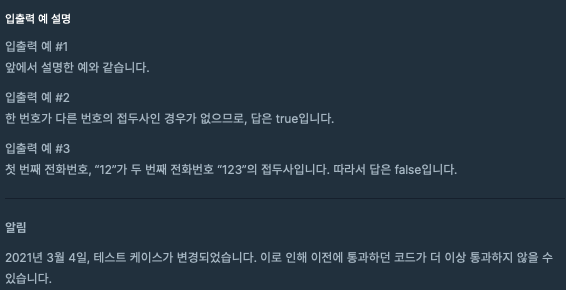 입출력 예 설명
입출력 예 #1
앞에서 설명한 예와 같습니다.
입출력 예 #2
한 번호가 다른 번호의 접두사인 경우가 없으므로, 답은 true입니다.
입출력 예 #3
첫 번째 전화번호, “12”가 두 번째 전화번호 “123”의 접두사입니다. 따라서 답은 false입니다.
알림
2021년 3월 4일, 테스트 케이스가 변경되었습니다. 이로 인해 이전에 통과하던 코드가 더 이상 통과하지 않을 수
있습니다.